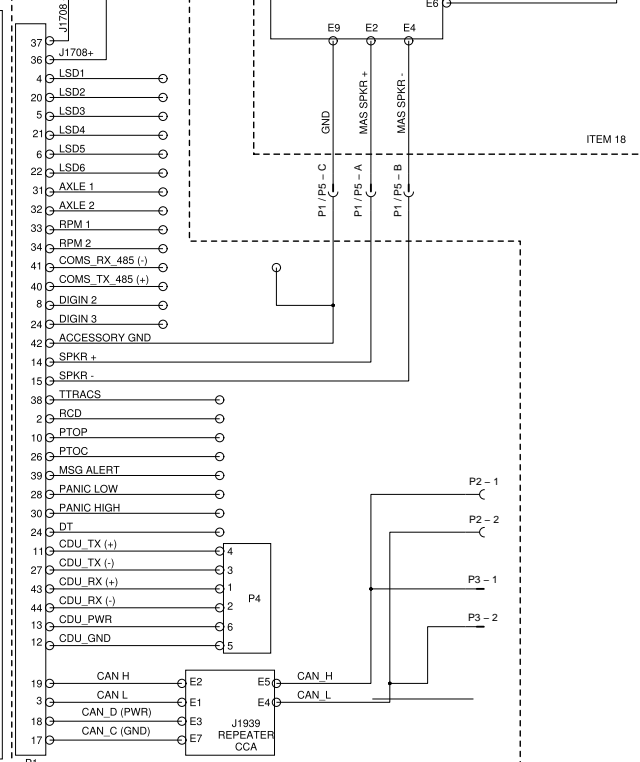 E6
J1708
E9 E2 E4
GND
MAS SPKR +
MAS SPKR -
ITEM 18
P1 / P5 – C
P1 / P5 – A
P1 / P5 – B
37
36 J1708+
4 LSD1
20 LSD2
5 LSD3
21 LSD4
6 LSD5
22 LSD6
31 AXLE 1
32 AXLE 2
33 RPM 1
34 RPM 2
41 COMS_RX_485 (-)
40 COMS_TX_485 (+)
8 DIGIN 2
24 DIGIN 3
42 ACCESSORY GND
14 SPKR +
15 SPKR -
38 TTRACS
2 RCD
10 PTOP
26 PTOC
39 MSG ALERT
28 PANIC LOW
30 PANIC HIGH
24 DT
11 CDU_TX (+) 4
27 CDU_TX (-) 3
43 CDU_RX (+) 1
44 CDU_RX (-) 2
13 CDU_PWR 6
12 CDU_GND 5
P4
P2 – 1
P2 – 2
P3 – 1
P3 – 2
19 CAN H E2 E5 CAN_H
3 CAN L E1 E4 CAN_L
18 CAN_D (PWR) E3
17 CAN_C (GND) E7
J1939
REPEATER
CCA
P1